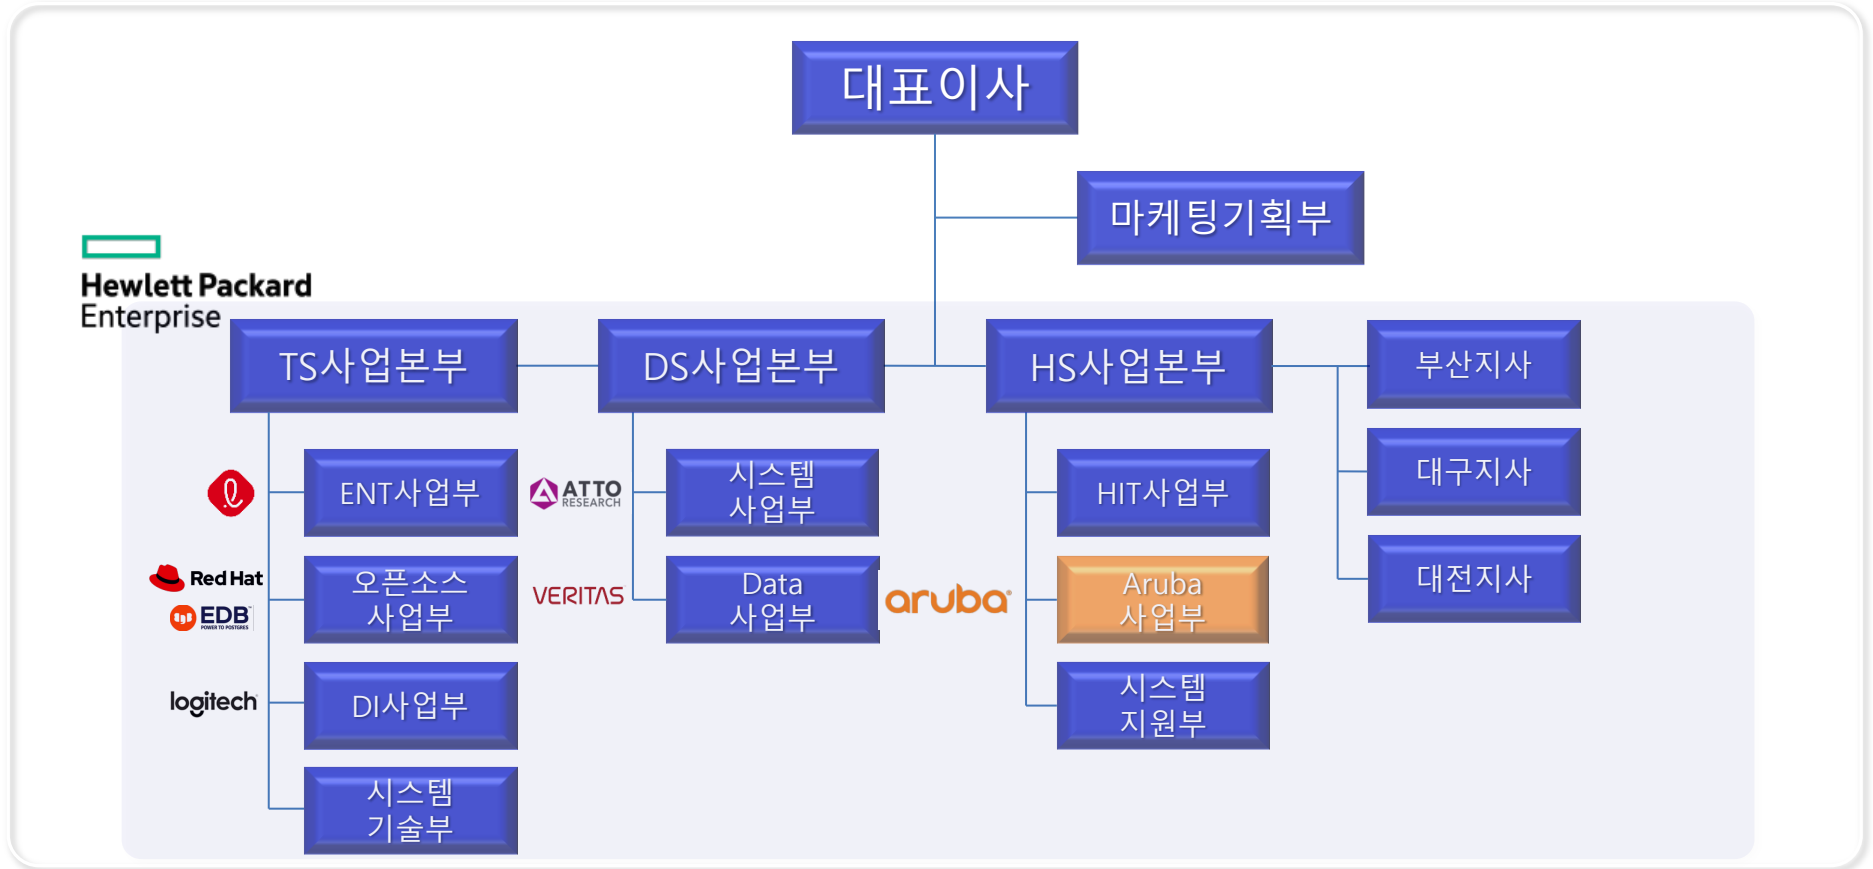 대표이사
마케팅기획부
Hewlett Packard
Enterprise
TS사업본부
DS사업본부
HS사업본부
부산지사
대구지사
대전지사
ENT사업부
Red Hat
EDB
POWER TO POSTGRES
오픈소스
사업부
logitech
DI사업부
시스템
기술부
ATTO
RESEARCH
시스템
사업부
VERITAS
Data
사업부
HIT사업부
aruba
Aruba
사업부
시스템
지원부